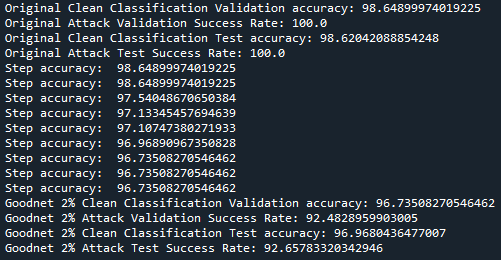 Original Clean Classification Validation accuracy: 98.64899974019225
Original Attack Validation Success Rate: 100.0
Original Clean Classification Test accuracy: 98.62042088854248
Original Attack Test Success Rate: 100.0
Step accuracy:  98.64899974019225
Step accuracy:  98.64899974019225
Step accuracy:  97.54048670650384
Step accuracy:  97.13345457694639
Step accuracy:  97.10747380271933
Step accuracy:  96.96890967350828
Step accuracy:  96.73508270546462
Step accuracy:  96.73508270546462
Step accuracy:  96.73508270546462
Goodnet 2% Clean Classification Validation accuracy: 96.73508270546462
Goodnet 2% Attack Validation Success Rate: 92.4828959903005
Goodnet 2% Clean Classification Test accuracy: 96.9680436477007
Goodnet 2% Attack Test Success Rate: 92.65783320342946